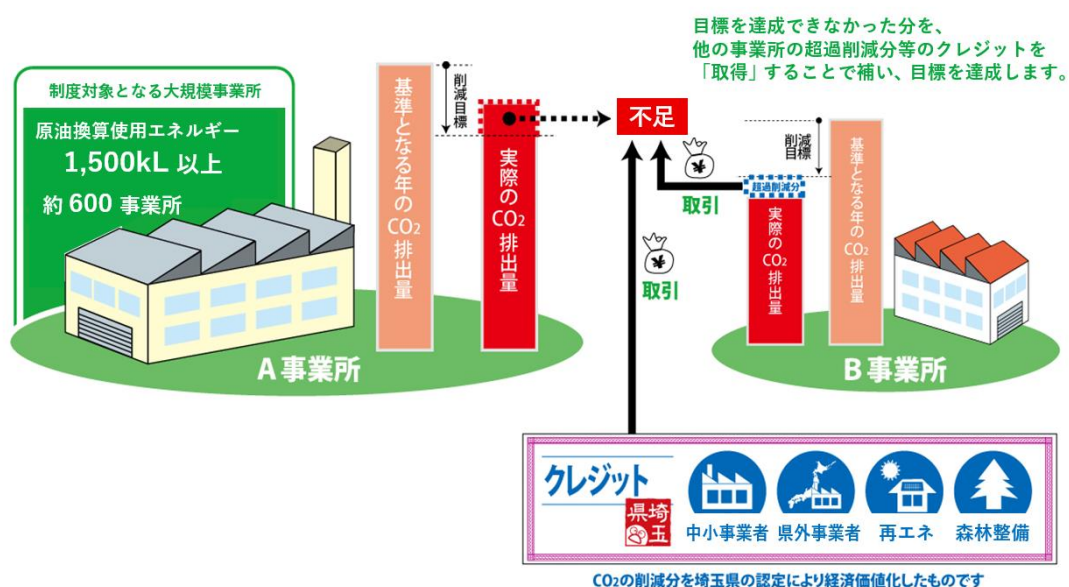 目標を達成できなかった分を、
他の事業所の超過削減分等のクレジットを
「取得」することで補い、目標を達成します。
制度対象となる大規模事業所
原油換算使用エネルギー
1,500kL 以上
約 600 事業所
基準となる年のCO2排出量
削減目標
実際のCO2排出量
不足
¥
取引
¥
取引
超過削減分
実際のCO2排出量
削減
目標
基準となる年のCO2排出量
A 事業所
B 事業所
クレジット
埼玉県
中小事業者
県外事業者
再エネ
森林整備
CO2の削減分を埼玉県の認定により経済価値化したものです